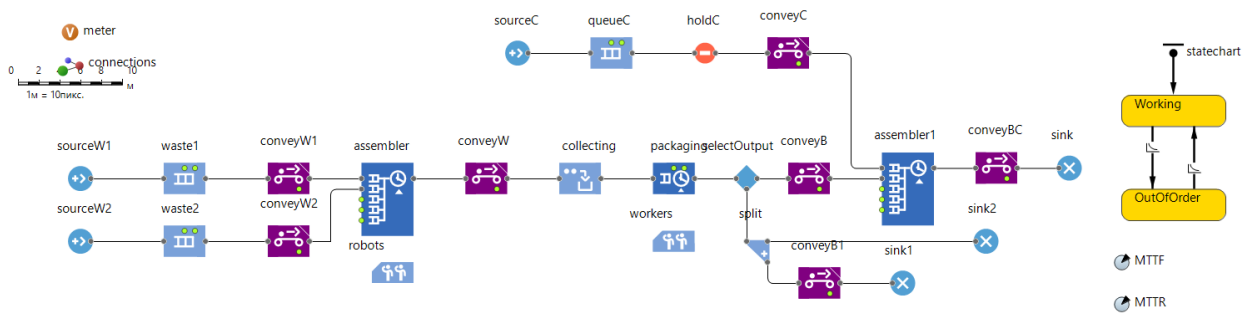 meter
connections
0 2 4 6 8 10
м
1м = 10пикс.
sourceC
queueC
holdC
conveyC
statechart
Working
OutOfOrder
MTTF
MTTR
sourceW1
waste1
conveyW1
assembler
conveyW
collecting
packaging
selectOutput
conveyB
assembler1
conveyBC
sink
sourceW2
waste2
conveyW2
robots
workers
split
sink2
conveyB1
sink1